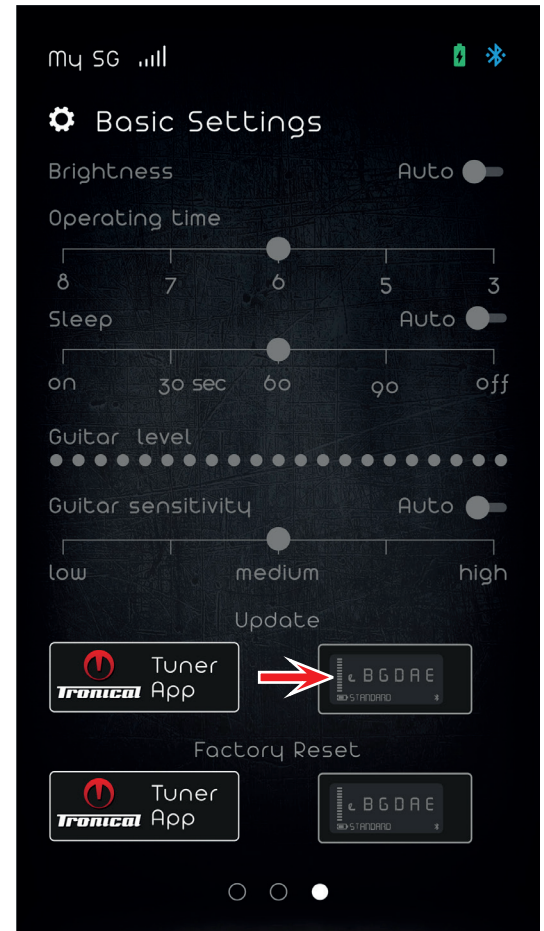 My SG
Basic Settings
Brightness Auto
Operating time
8 7 6 5 3
Sleep Auto
on 30 sec 60 90 off
Guitar level
Guitar sensitivity Auto
low medium high
Update
Tronical Tuner App
BGDAE
STANDARD
Factory Reset
Tronical Tuner App
BGDAE
STANDARD